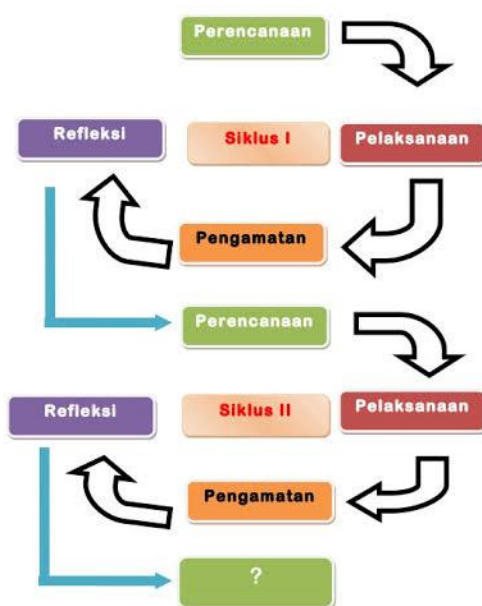 Perencanaan
Refleksi
Siklus I
Pelaksanaan
Pengamatan
Perencanaan
Refleksi
Siklus II
Pelaksanaan
Pengamatan
?